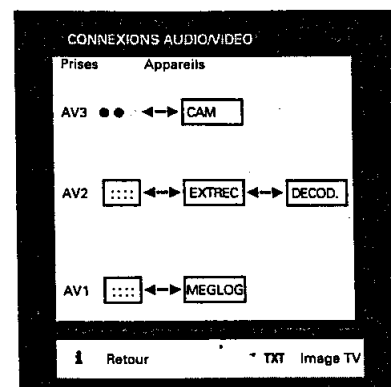 CONNEXIONS AUDIO/VIDEO
Prises Appareils
AV3 CAM
AV2 EXTREC DECOD.
AV1 MEGLOG
i Retour TXT Image TV